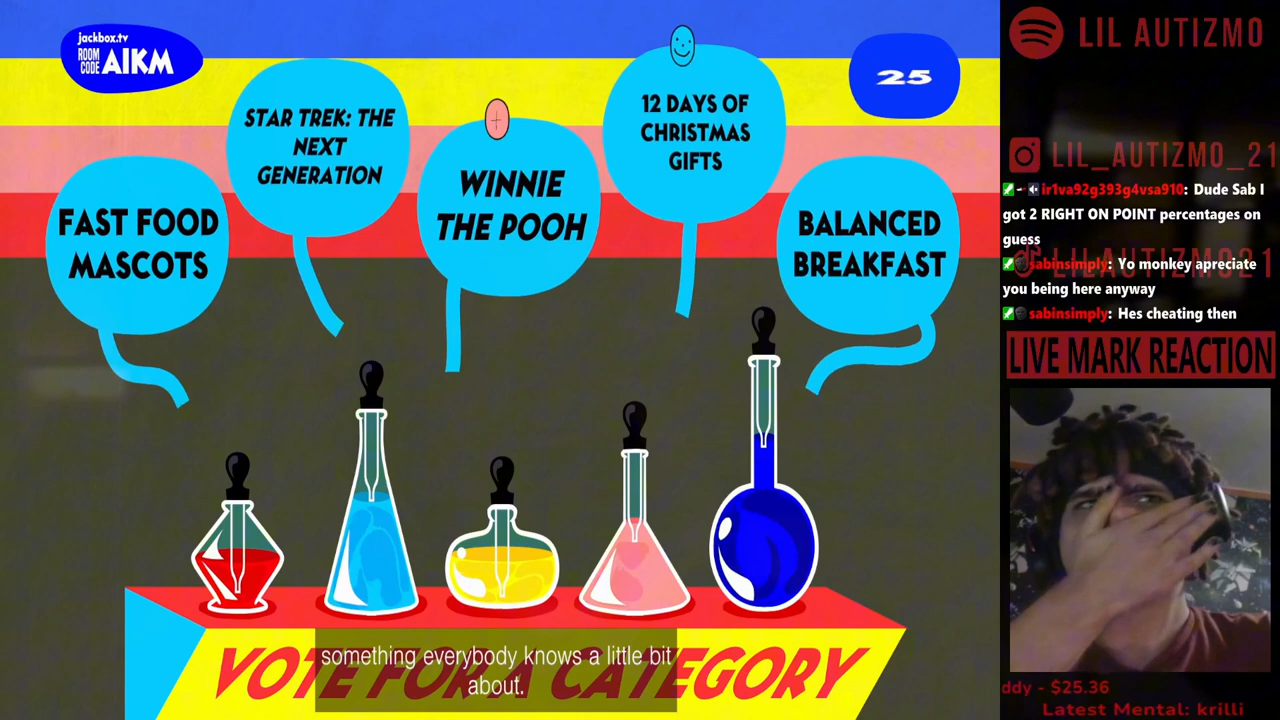 jackbox.tv
ROOM
CODE AIKM
FAST FOOD
MASCOTS
STAR TREK: THE
NEXT
GENERATION
WINNIE
THE POOH
12 DAYS OF
CHRISTMAS
GIFTS
BALANCED
BREAKFAST
25
VOTE FOR A CATEGORY
something everybody knows a little bit
about.
LIL AUTIZMO
LIL_AUTIZMO_21
ir1va92g393g4vsa910: Dude Sab I
got 2 RIGHT ON POINT percentages on
guess
LILAUTIZMO21
sabinsimply: Yo monkey apreciate
you being here anyway
sabinsimply: Hes cheating then
LIVE MARK REACTION
ddy - $25.36
Latest Mental: krilli